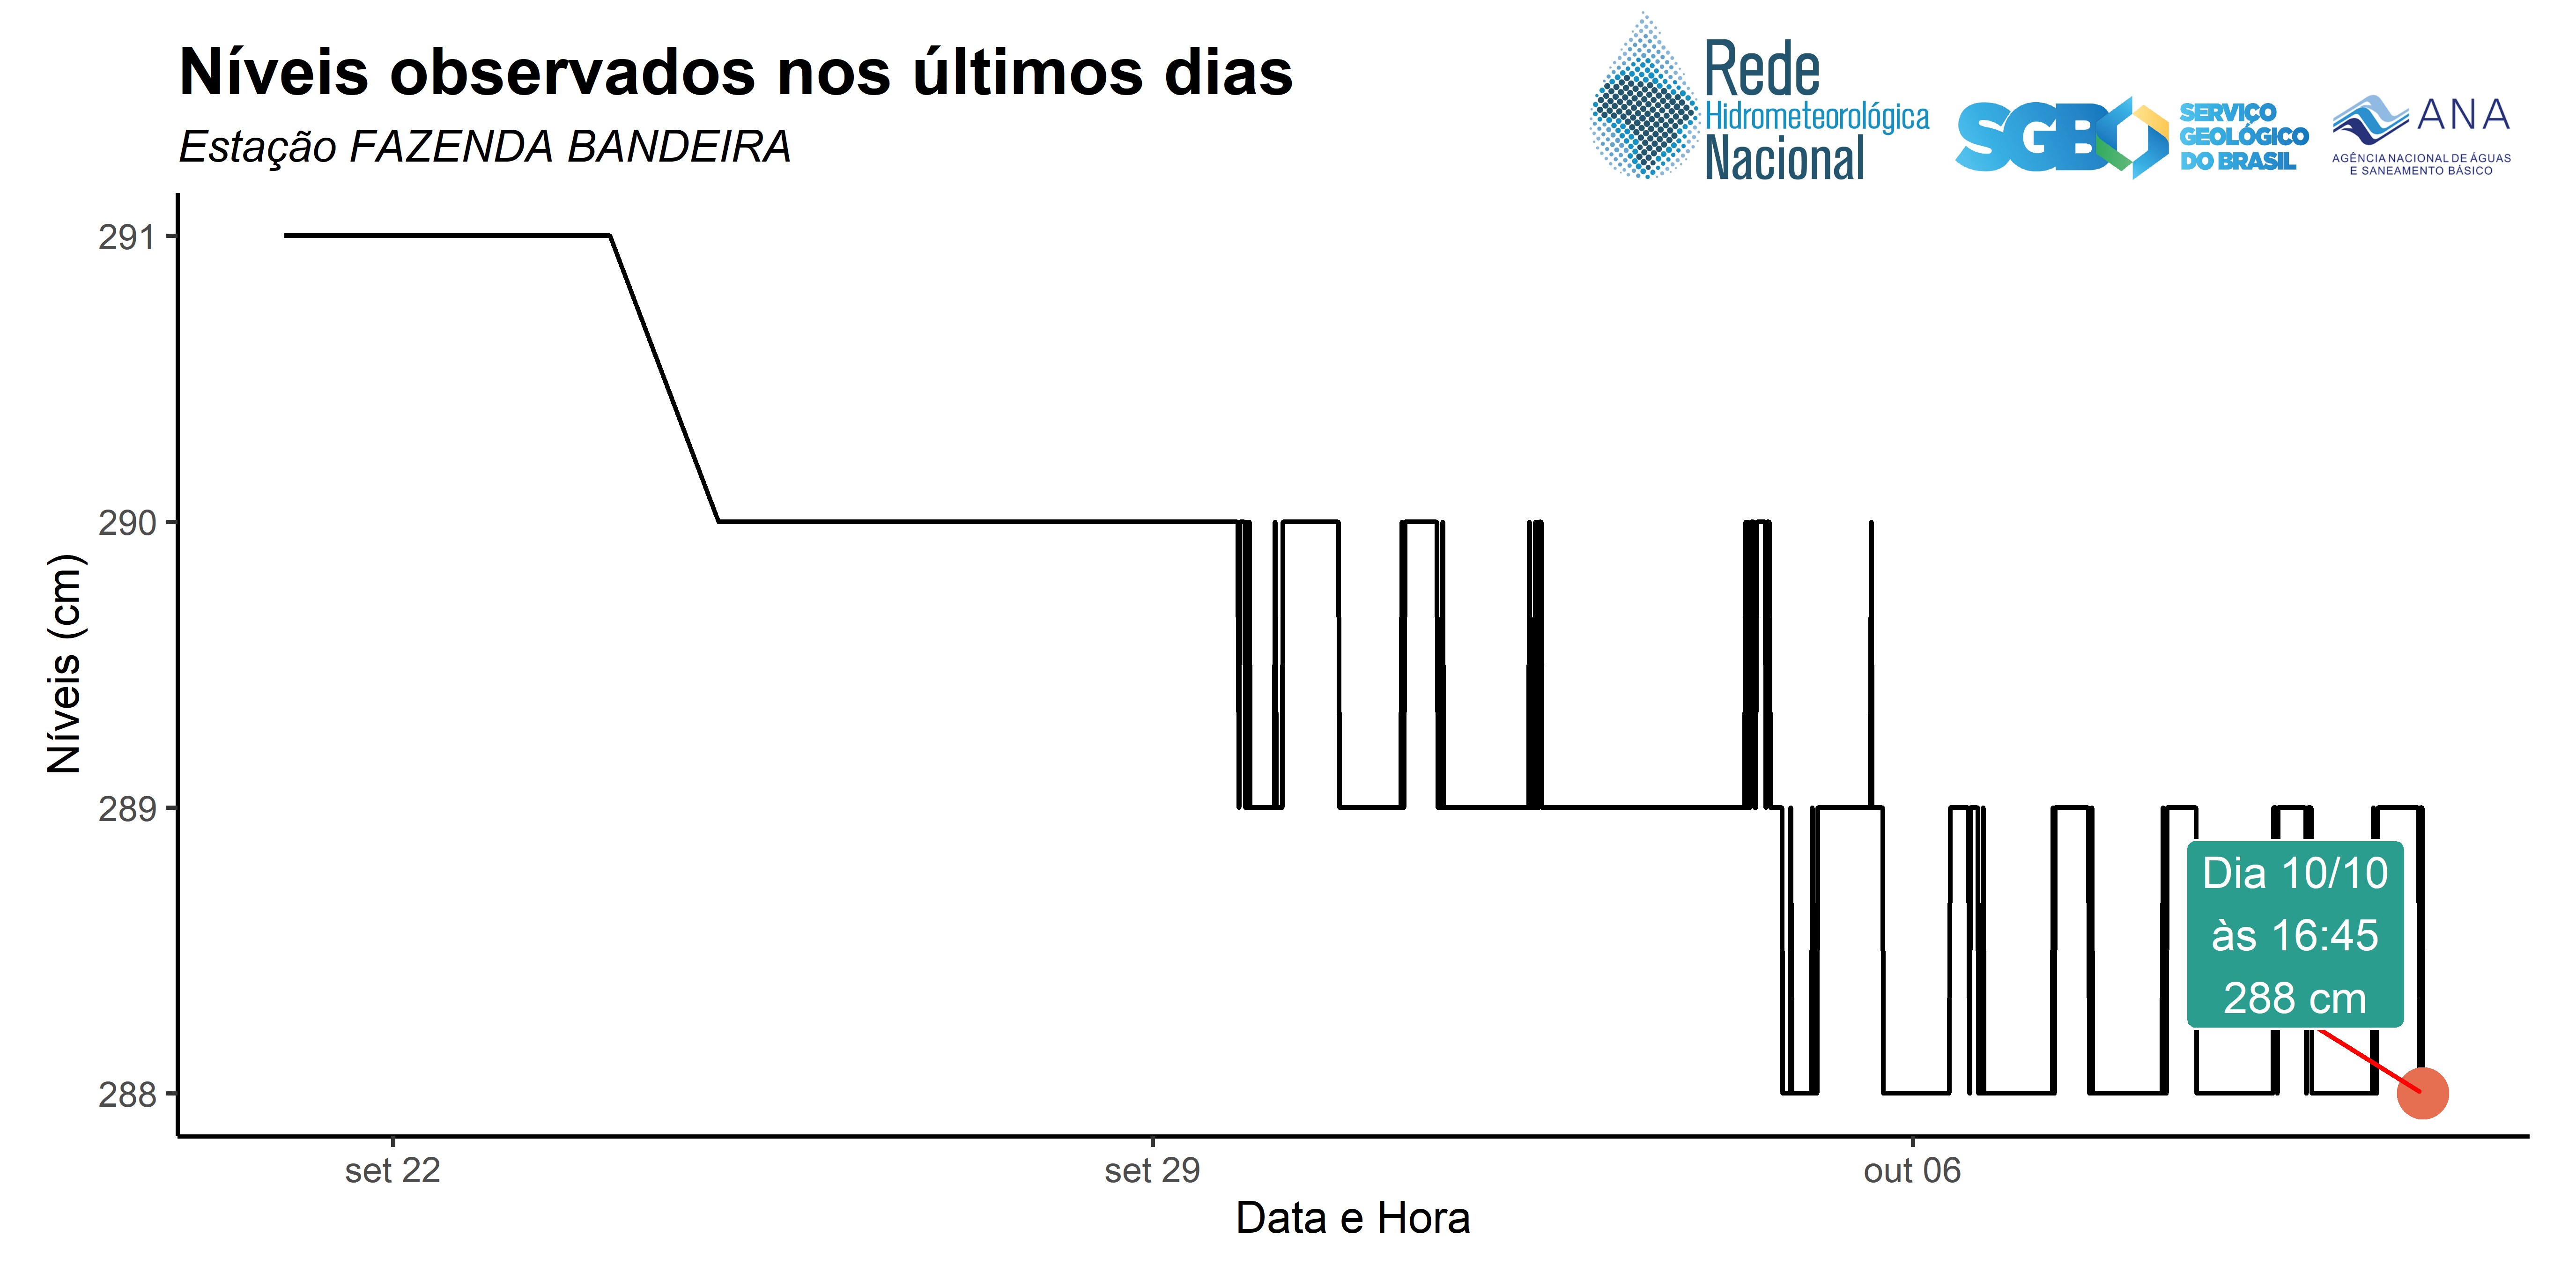 Níveis observados nos últimos dias
Estação FAZENDA BANDEIRA
Rede
Hidrometeorológica
Nacional
SGB
SERVIÇO
GEOLÓGICO
DO BRASIL
ANA
AGÊNCIA NACIONAL DE ÁGUAS
E SANEAMENTO BÁSICO
Níveis (cm)
291
290
289
288
Dia 10/10
às 16:45
288 cm
set 22
set 29
out 06
Data e Hora